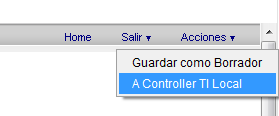 Home Salir ▾ Acciones ▾
Guardar como Borrador
A Controller TI Local